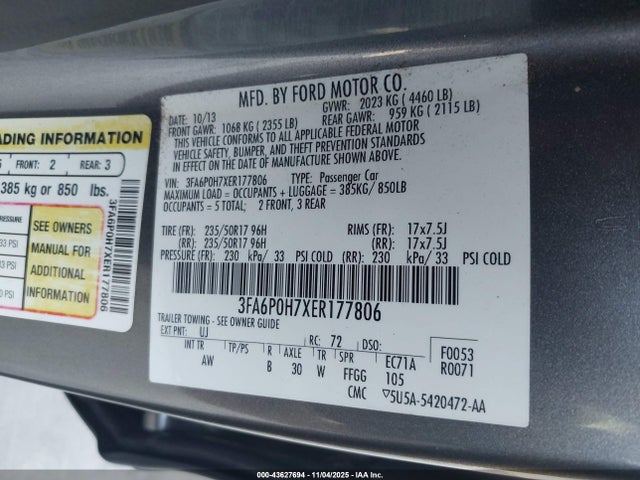 ADING INFORMATION
FRONT: 2 REAR: 3
385 kg or 850 lbs.
PRESSURE
33 PSI
33 PSI
0 PSI
SEE OWNERS
MANUAL FOR
ADDITIONAL
INFORMATION
3FA6P0H7XER177806
MFD. BY FORD MOTOR CO.
DATE: 10/13 GVWR: 2023 KG ( 4460 LB)
FRONT GAWR: 1068 KG ( 2355 LB) REAR GAWR: 959 KG ( 2115 LB)
THIS VEHICLE CONFORMS TO ALL APPLICABLE FEDERAL MOTOR
VEHICLE SAFETY, BUMPER, AND THEFT PREVENTION STANDARDS
IN EFFECT ON THE DATE OF MANUFACTURE SHOWN ABOVE.
VIN: 3FA6P0H7XER177806 TYPE: Passenger Car
MAXIMUM LOAD = OCCUPANTS + LUGGAGE = 385KG/ 850LB
OCCUPANTS = 5 TOTAL; 2 FRONT, 3 REAR
TIRE (FR): 235/50R17 96H RIMS (FR): 17x7.5J
(RR): 235/50R17 96H (RR): 17x7.5J
PRESSURE (FR): 230 kPa/ 33 PSI COLD (RR): 230 kPa/ 33 PSI COLD
3FA6P0H7XER177806
TRAILER TOWING - SEE OWNER GUIDE
EXT PNT: UJ RC: 72 DSO:
INT TR TP/PS R AXLE TR SPR EC71A F0053
AW B 30 W FFGG 105 R0071
CMC ▽5U5A-5420472-AA
000-43627694 - 11/04/2025 - IAA Inc.